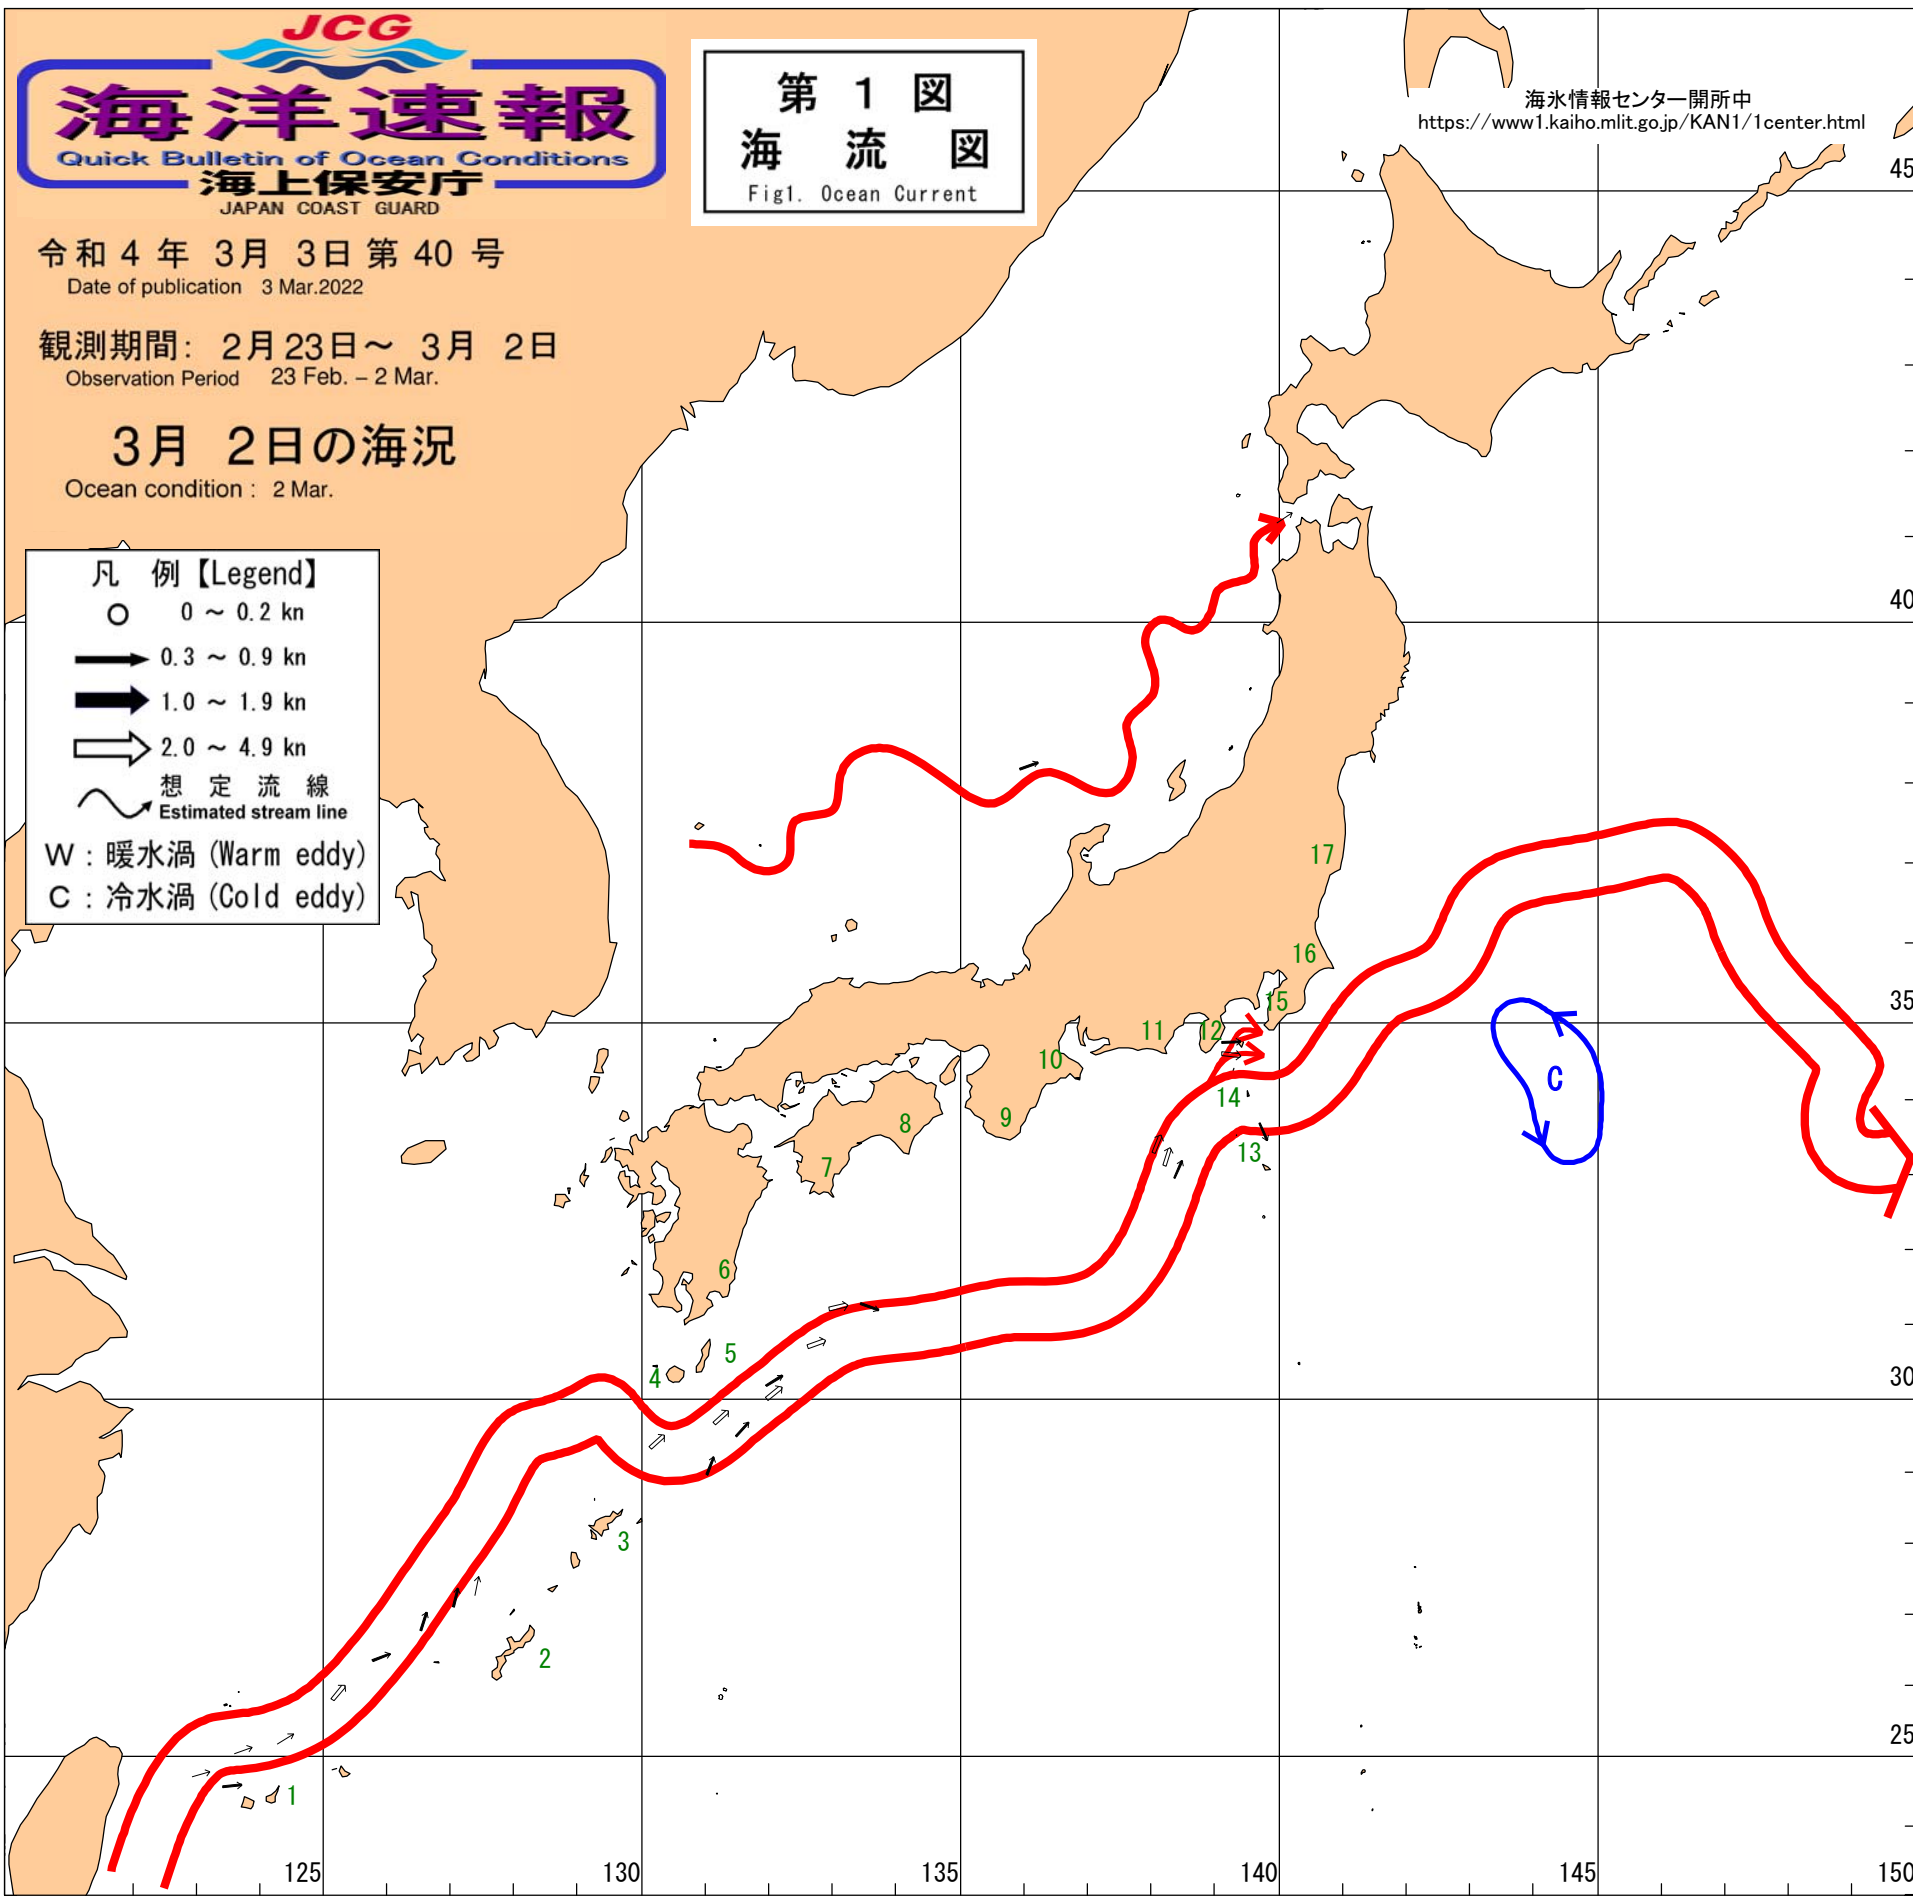 JCG
海洋速報
Quick Bulletin of Ocean Conditions
海上保安庁
JAPAN COAST GUARD
第 1 図
海 流 図
Fig1. Ocean Current
海氷情報センター開所中
https://www1.kaiho.mlit.go.jp/KAN1/1center.html
令和 4 年 3月 3日 第 40 号
Date of publication 3 Mar.2022
観測期間: 2月23日～ 3月 2日
Observation Period 23 Feb. – 2 Mar.
3月 2日の海況
Ocean condition : 2 Mar.
凡 例【Legend】
0 ～ 0.2 kn
0.3 ～ 0.9 kn
1.0 ～ 1.9 kn
2.0 ～ 4.9 kn
想 定 流 線
Estimated stream line
W : 暖水渦 (Warm eddy)
C : 冷水渦 (Cold eddy)
45
40
17
16
15
35
12
11
10
C
14
9
8
13
7
6
5
4
30
3
2
25
1
125
130
135
140
145
150